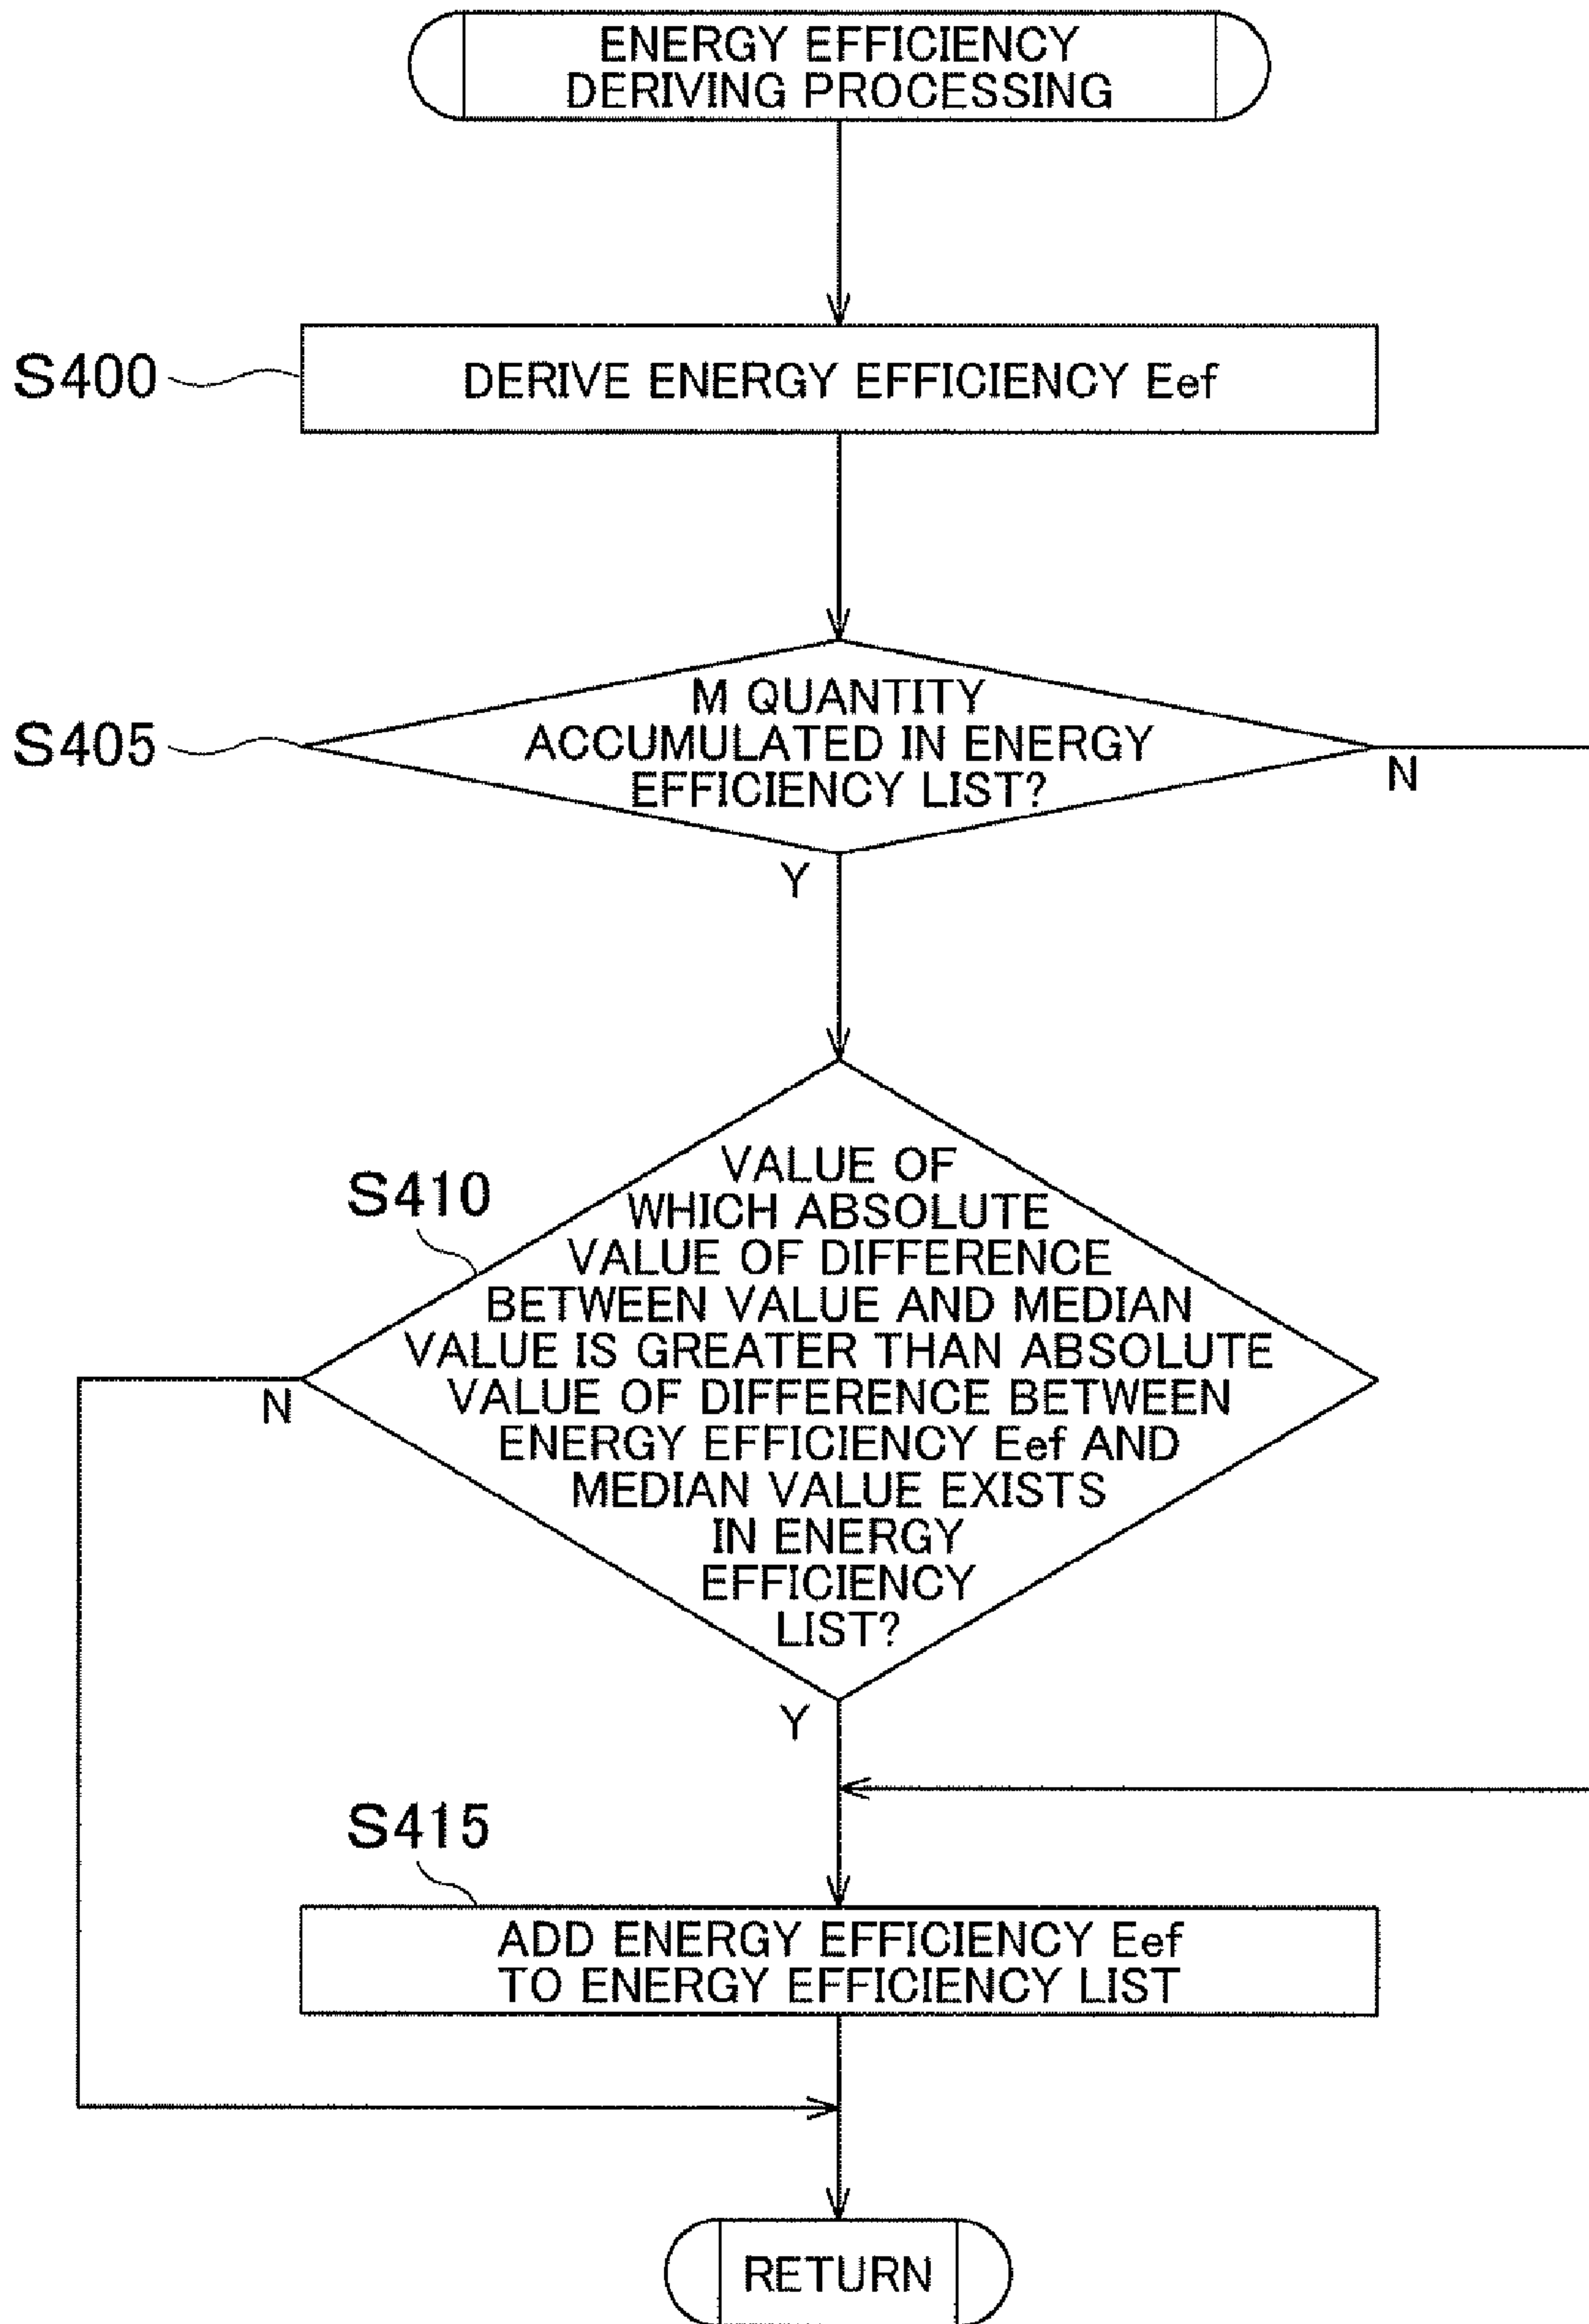 ENERGY EFFICIENCY
DERIVING PROCESSING
S400
DERIVE ENERGY EFFICIENCY Eef
S405
M QUANTITY
ACCUMULATED IN ENERGY
EFFICIENCY LIST?
N
Y
S410
VALUE OF
WHICH ABSOLUTE
VALUE OF DIFFERENCE
BETWEEN VALUE AND MEDIAN
VALUE IS GREATER THAN ABSOLUTE
VALUE OF DIFFERENCE BETWEEN
ENERGY EFFICIENCY Eef AND
MEDIAN VALUE EXISTS
IN ENERGY
EFFICIENCY
LIST?
N
Y
S415
ADD ENERGY EFFICIENCY Eef
TO ENERGY EFFICIENCY LIST
RETURN